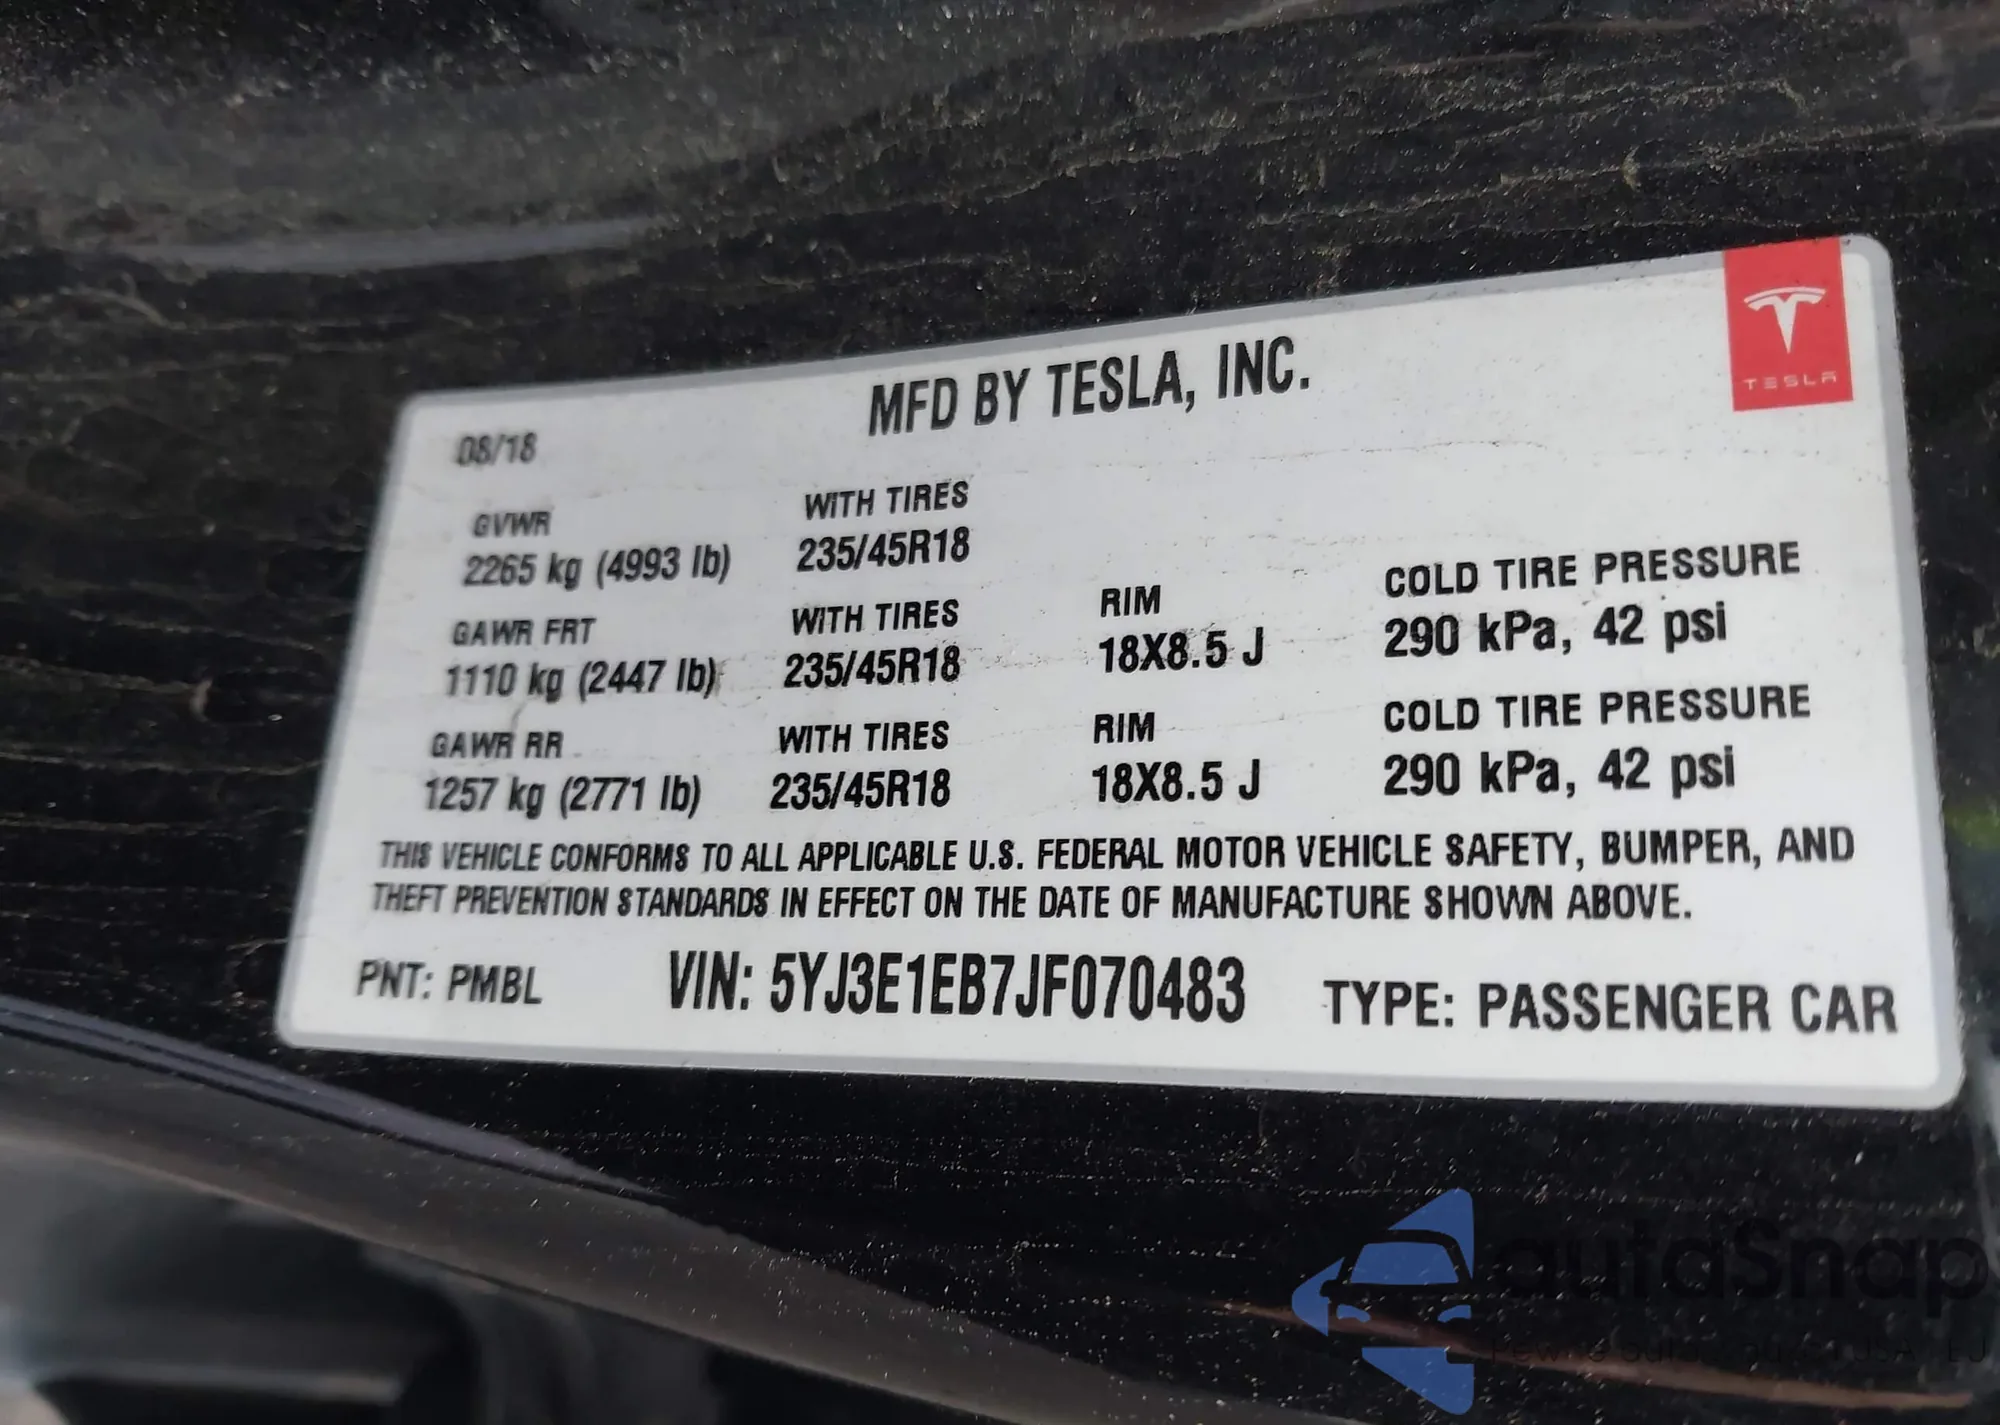 TESLA
MFD BY TESLA, INC.
08/18
GVWR WITH TIRES
2265 kg (4993 lb) 235/45R18
GAWR FRT WITH TIRES RIM COLD TIRE PRESSURE
1110 kg (2447 lb) 235/45R18 18X8.5 J 290 kPa, 42 psi
GAWR RR WITH TIRES RIM COLD TIRE PRESSURE
1257 kg (2771 lb) 235/45R18 18X8.5 J 290 kPa, 42 psi
THIS VEHICLE CONFORMS TO ALL APPLICABLE U.S. FEDERAL MOTOR VEHICLE SAFETY, BUMPER, AND
THEFT PREVENTION STANDARDS IN EFFECT ON THE DATE OF MANUFACTURE SHOWN ABOVE.
PNT: PMBL VIN: 5YJ3E1EB7JF070483 TYPE: PASSENGER CAR
autaSnap